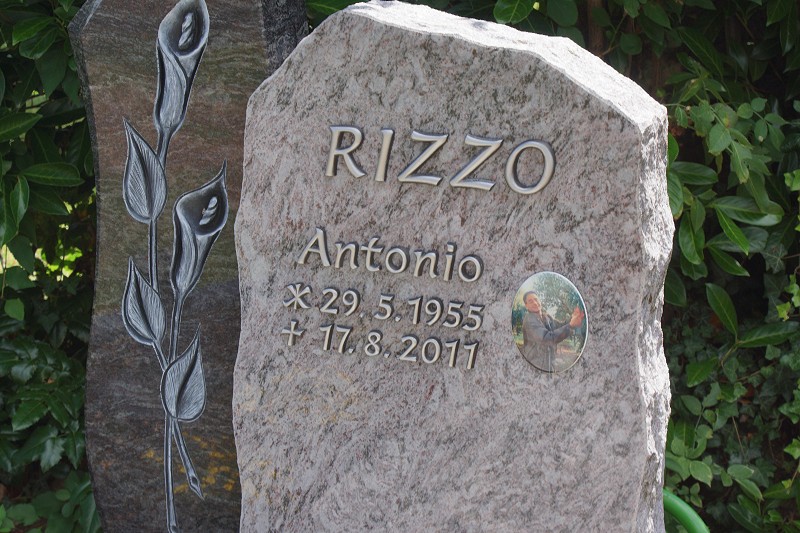 RIZZO
Antonio
* 29. 5. 1955
+ 17. 8. 2011